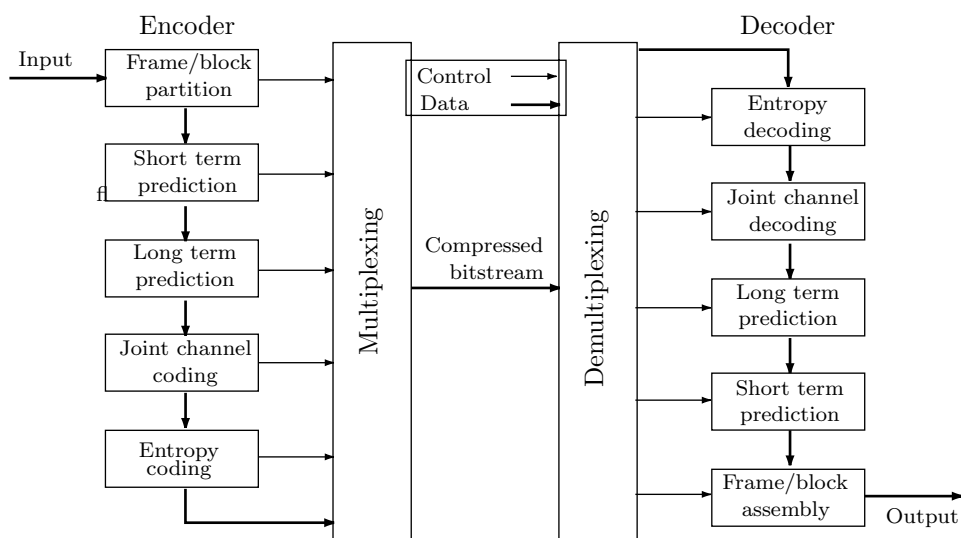 Encoder
Input
Frame/block
partition
Short term
prediction
fl
Long term
prediction
Joint channel
coding
Entropy
coding
Multiplexing
Control
Data
Compressed
bitstream
Demultiplexing
Decoder
Entropy
decoding
Joint channel
decoding
Long term
prediction
Short term
prediction
Frame/block
assembly
Output